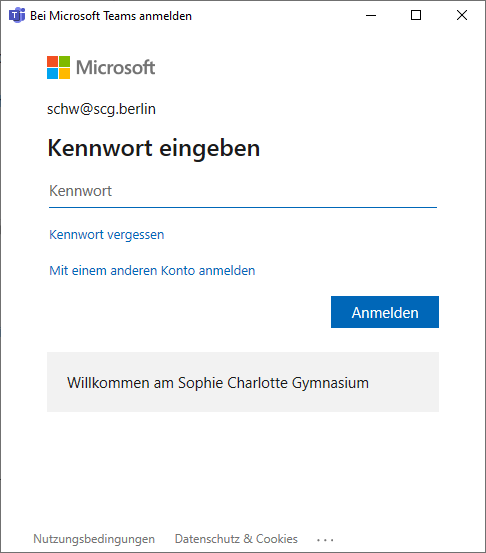 Bei Microsoft Teams anmelden
Microsoft
schw@scg.berlin
Kennwort eingeben
Kennwort
Kennwort vergessen
Mit einem anderen Konto anmelden
Anmelden
Willkommen am Sophie Charlotte Gymnasium
Nutzungsbedingungen Datenschutz & Cookies ...